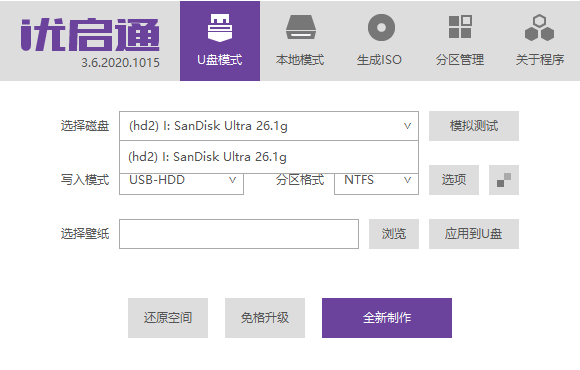 优启通
3.6.2020.1015
U盘模式 本地模式 生成ISO 分区管理 关于程序
选择磁盘 (hd2) I: SanDisk Ultra 26.1g 模拟测试
(hd2) I: SanDisk Ultra 26.1g
写入模式 USB-HDD 分区格式 NTFS 选项
选择壁纸 浏览 应用到U盘
还原空间 免格升级 全新制作